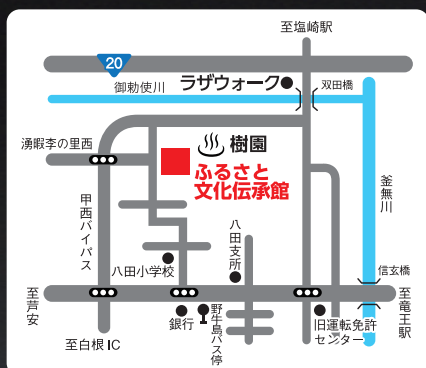 至塩崎駅
20
御勅使川
ラザウォーク
双田橋
湧暇李の里西
樹園
ふるさと
文化伝承館
甲西バイパス
釜無川
八田小学校
八田支所
信玄橋
至芦安
至竜王駅
銀行
野牛島バス停
旧運転免許
センター
至白根IC